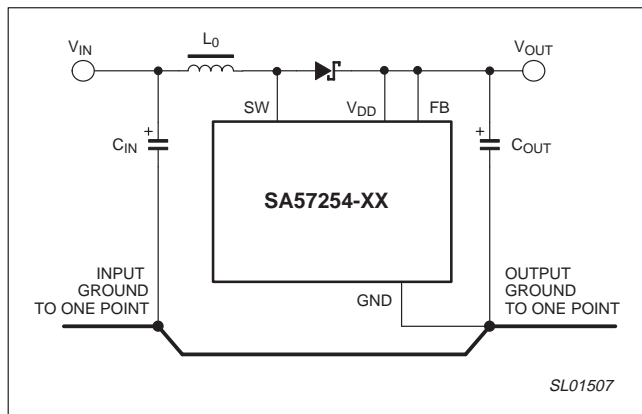 V_IN
L_0
V_OUT
SW
V_DD
FB
C_IN
+
+
C_OUT
SA57254-XX
INPUT
GROUND
TO ONE POINT
GND
OUTPUT
GROUND
TO ONE POINT
SL01507